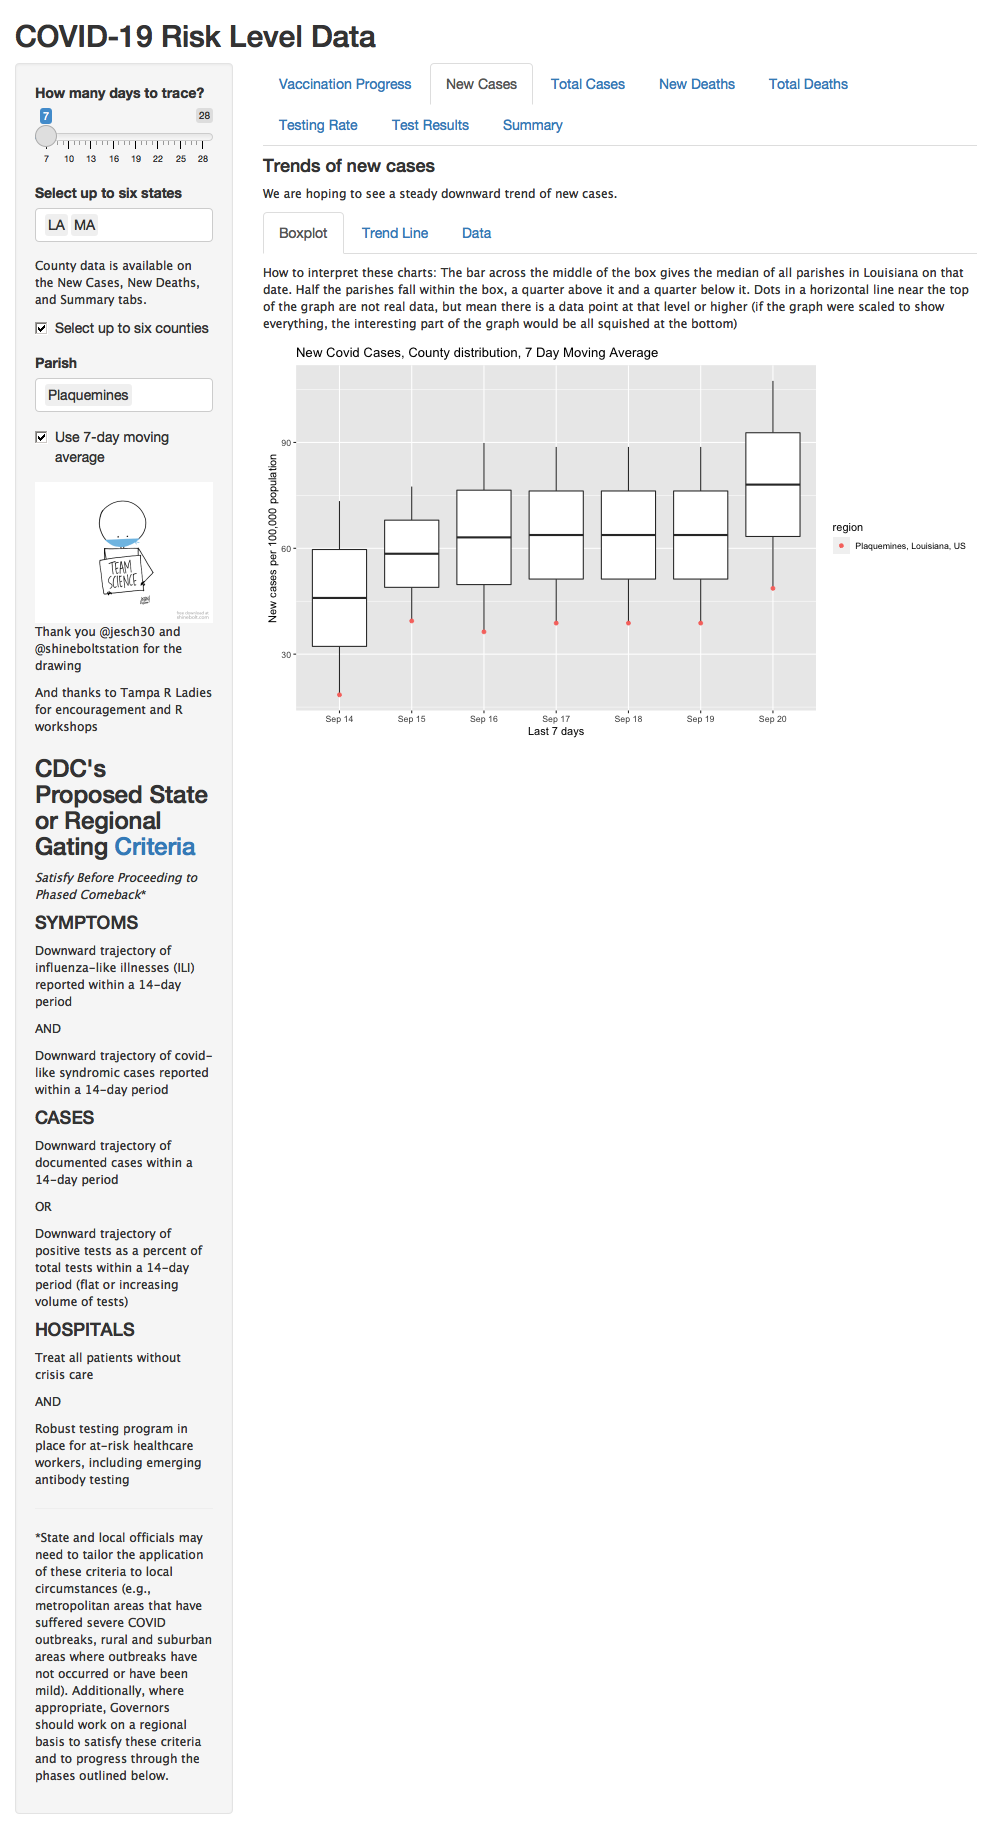 COVID-19 Risk Level Data
How many days to trace?
7
28
7 10 13 16 19 22 25 28
Select up to six states
LA MA
County data is available on
the New Cases, New Deaths,
and Summary tabs.
Select up to six counties
Parish
Plaquemines
Use 7-day moving
average
TEAM
SCIENCE
Thank you @jesch30 and
@shineboltstation for the
drawing
And thanks to Tampa R Ladies
for encouragement and R
workshops
CDC's
Proposed State
or Regional
Gating Criteria
Satisfy Before Proceeding to
Phased Comeback*
SYMPTOMS
Downward trajectory of
influenza-like illnesses (ILI)
reported within a 14-day
period
AND
Downward trajectory of covid-
like syndromic cases reported
within a 14-day period
CASES
Downward trajectory of
documented cases within a
14-day period
OR
Downward trajectory of
positive tests as a percent of
total tests within a 14-day
period (flat or increasing
volume of tests)
HOSPITALS
Treat all patients without
crisis care
AND
Robust testing program in
place for at-risk healthcare
workers, including emerging
antibody testing
*State and local officials may
need to tailor the application
of these criteria to local
circumstances (e.g.,
metropolitan areas that have
suffered severe COVID
outbreaks, rural and suburban
areas where outbreaks have
not occurred or have been
mild). Additionally, where
appropriate, Governors
should work on a regional
basis to satisfy these criteria
and to progress through the
phases outlined below.
Vaccination Progress New Cases Total Cases New Deaths Total Deaths
Testing Rate Test Results Summary
Trends of new cases
We are hoping to see a steady downward trend of new cases.
Boxplot Trend Line Data
How to interpret these charts: The bar across the middle of the box gives the median of all parishes in Louisiana on that
date. Half the parishes fall within the box, a quarter above it and a quarter below it. Dots in a horizontal line near the top
of the graph are not real data, but mean there is a data point at that level or higher (if the graph were scaled to show
everything, the interesting part of the graph would be all squished at the bottom)
New Covid Cases, County distribution, 7 Day Moving Average
New cases per 100,000 population
90
60
30
Sep 14 Sep 15 Sep 16 Sep 17 Sep 18 Sep 19 Sep 20
Last 7 days
region
Plaquemines, Louisiana, US